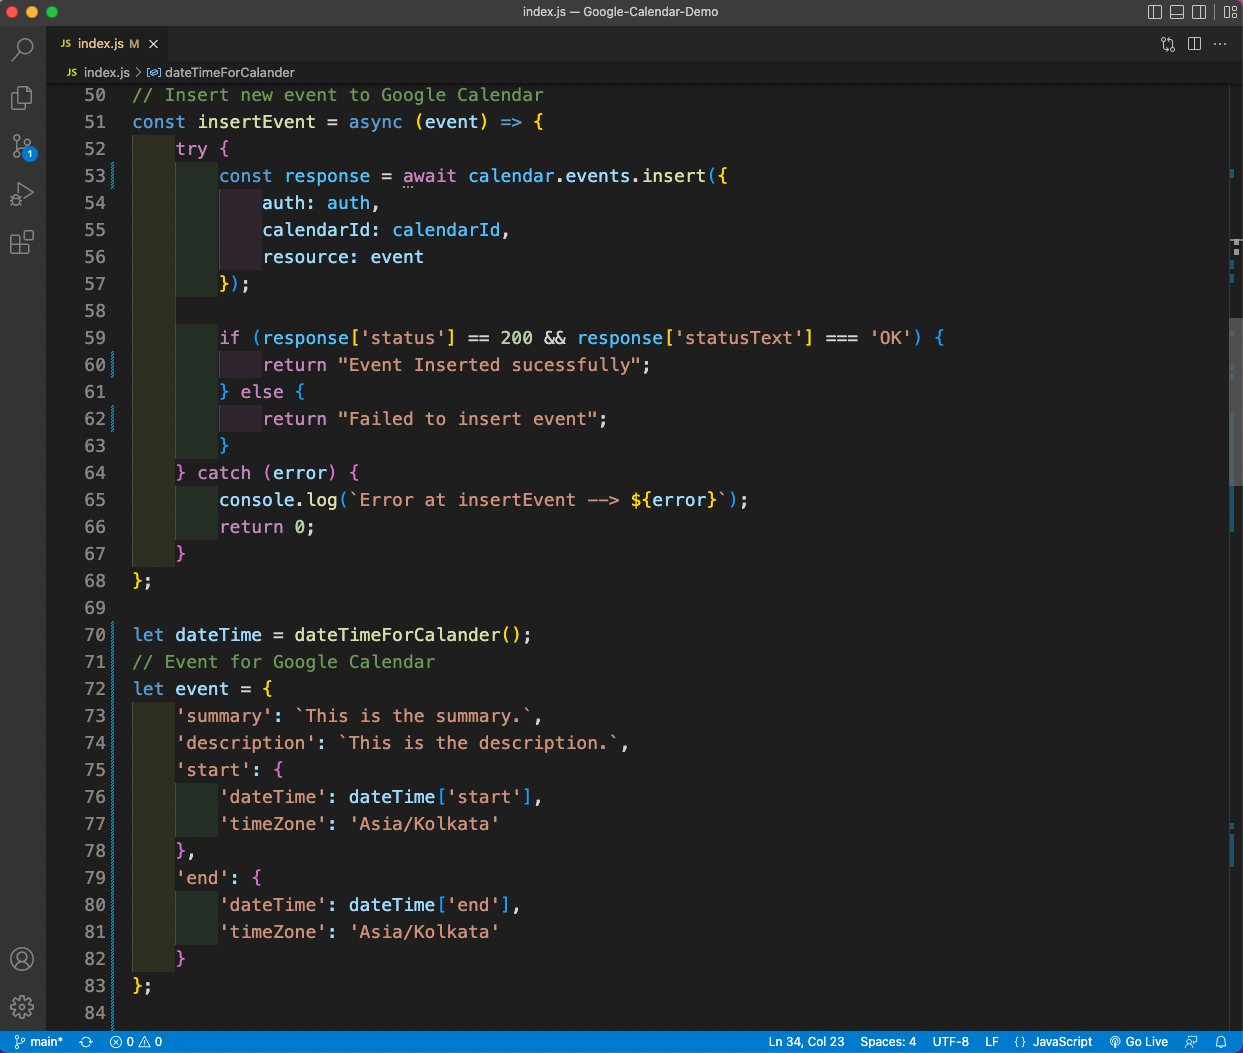 index.js — Google-Calendar-Demo
JS index.js M
JS index.js > dateTimeForCalander
50 // Insert new event to Google Calendar
51 const insertEvent = async (event) => {
52     try {
53         const response = await calendar.events.insert({
54             auth: auth,
55             calendarId: calendarId,
56             resource: event
57         });
58
59         if (response['status'] == 200 && response['statusText'] === 'OK') {
60             return "Event Inserted sucessfully";
61         } else {
62             return "Failed to insert event";
63         }
64     } catch (error) {
65         console.log(`Error at insertEvent --> ${error}`);
66         return 0;
67     }
68 };
69
70 let dateTime = dateTimeForCalander();
71 // Event for Google Calendar
72 let event = {
73     'summary': `This is the summary.`,
74     'description': `This is the description.`,
75     'start': {
76         'dateTime': dateTime['start'],
77         'timeZone': 'Asia/Kolkata'
78     },
79     'end': {
80         'dateTime': dateTime['end'],
81         'timeZone': 'Asia/Kolkata'
82     }
83 };
84
1
main* 0 0 Ln 34, Col 23 Spaces: 4 UTF-8 LF {} JavaScript Go Live